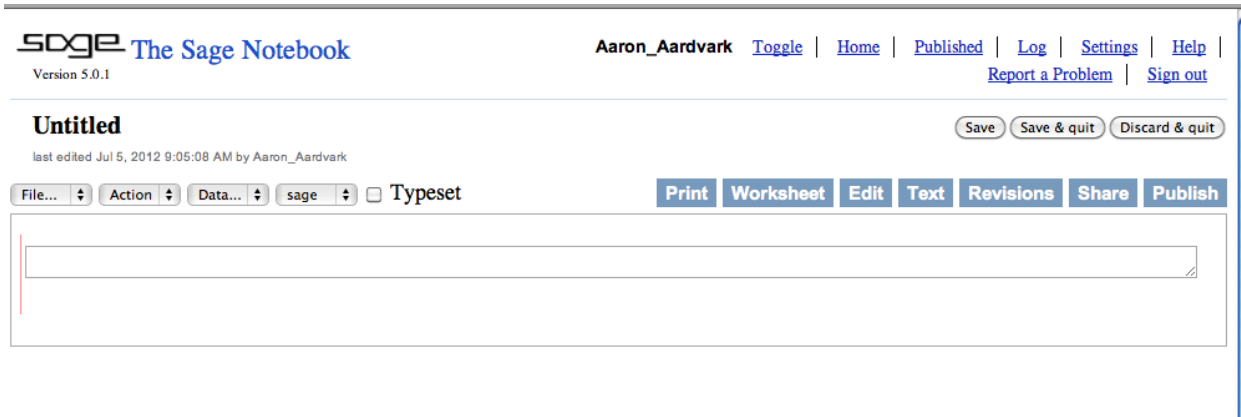 sage The Sage Notebook
Version 5.0.1
Aaron_Aardvark Toggle | Home | Published | Log | Settings | Help |
Report a Problem | Sign out
Untitled
Save Save & quit Discard & quit
last edited Jul 5, 2012 9:05:08 AM by Aaron_Aardvark
File... Action Data... sage Typeset Print Worksheet Edit Text Revisions Share Publish